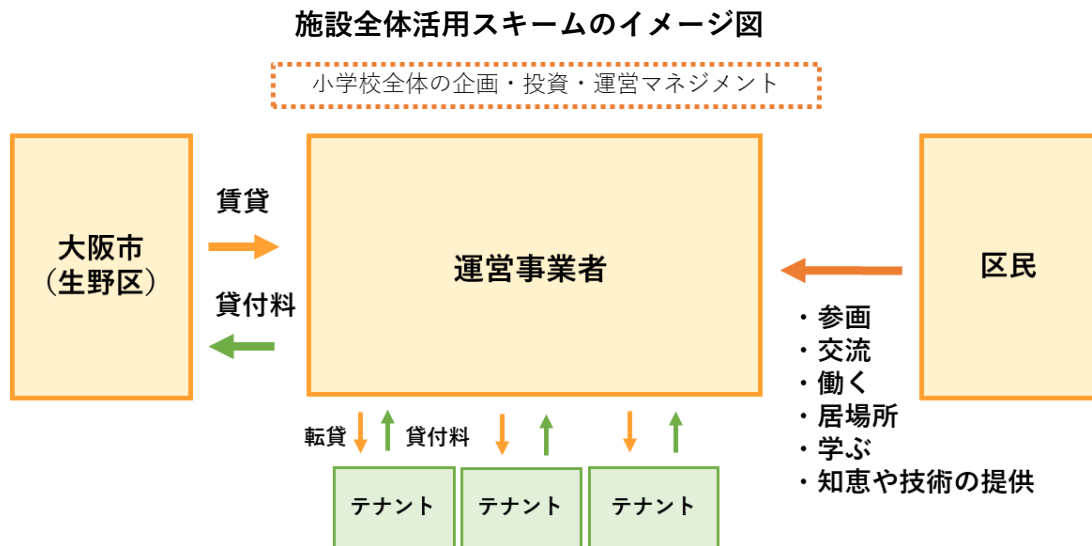 施設全体活用スキームのイメージ図
小学校全体の企画・投資・運営マネジメント
大阪市
（生野区）
賃貸
貸付料
運営事業者
区民
・参画
・交流
・働く
・居場所
・学ぶ
・知恵や技術の提供
転貸
貸付料
テナント
テナント
テナント